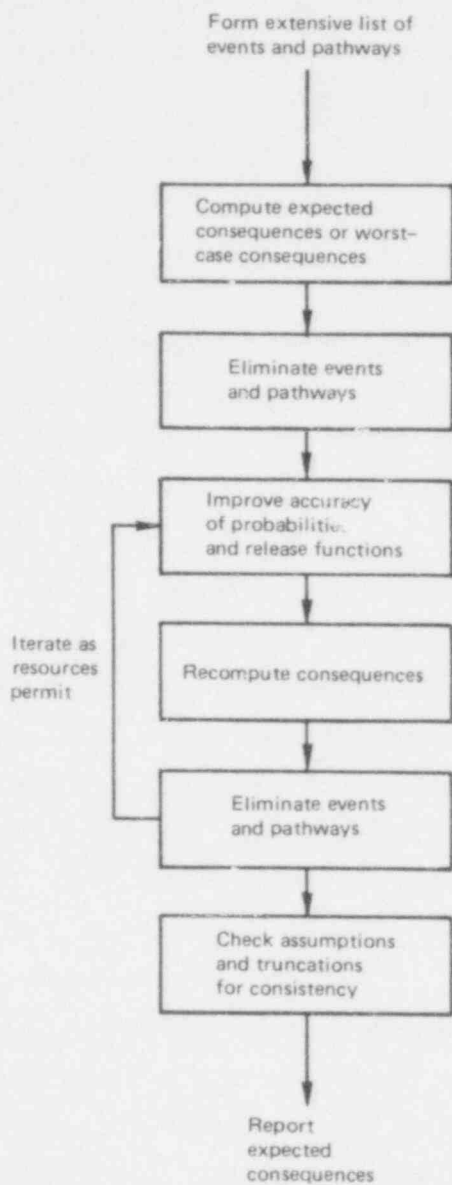 Form extensive list of
events and pathways
Compute expected
consequences or worst–
case consequences
Eliminate events
and pathways
Improve accuracy
of
and release functions
Iterate as
resources
permit
Recompute consequences
Eliminate events
and pathways
Check assumptions
and truncations
for consistency
Report
expected
consequences